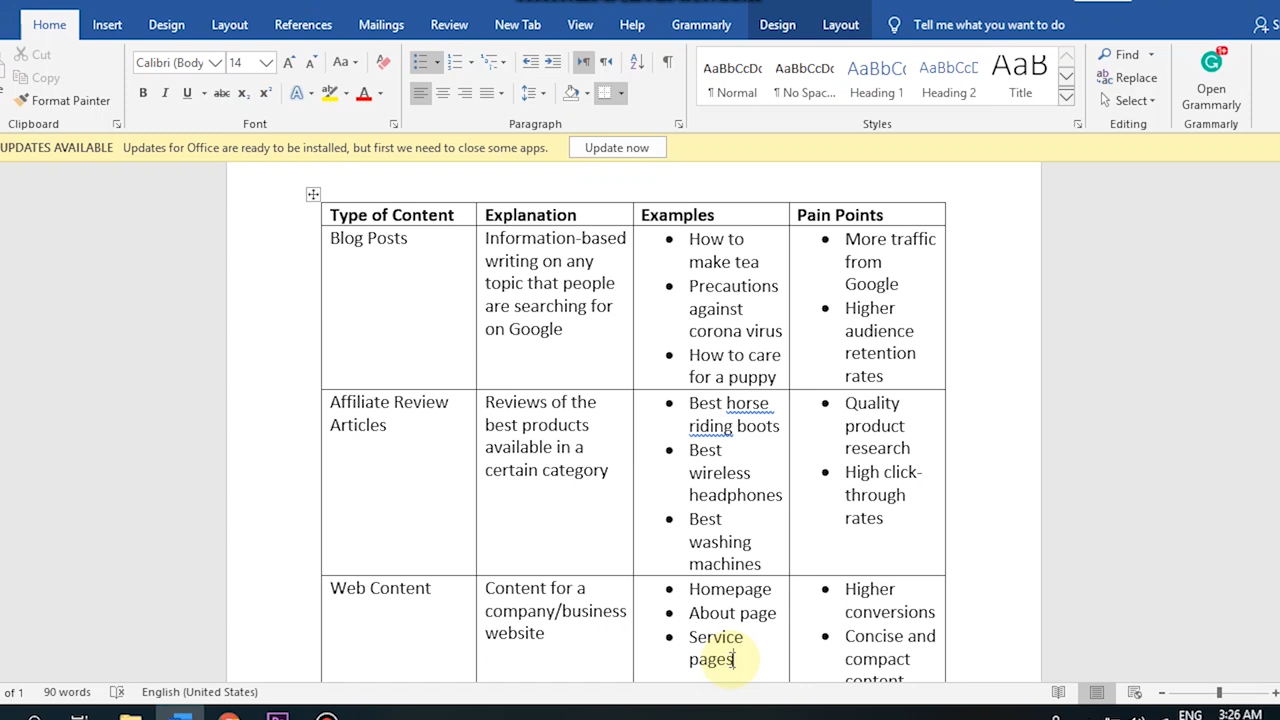 Home Insert Design Layout References Mailings Review New Tab View Help Grammarly Design Layout Tell me what you want to do
Cut
Copy
Format Painter
Clipboard
Calibri (Body 14
Aa
B I U abc x₂ x² A A
Font
Paragraph
AaBbCcDc AaBbCcDc AaBbCc AaBbCcD AaB
¶ Normal ¶ No Spac... Heading 1 Heading 2 Title
Styles
Find
Replace
Select
Editing
Open
Grammarly
Grammarly
UPDATES AVAILABLE Updates for Office are ready to be installed, but first we need to close some apps. Update now
Type of Content Explanation Examples Pain Points
Blog Posts
Information-based
writing on any
topic that people
are searching for
on Google
• How to
make tea
• Precautions
against
corona virus
• How to care
for a puppy
• More traffic
from
Google
• Higher
audience
retention
rates
Affiliate Review
Articles
Reviews of the
best products
available in a
certain category
• Best horse
riding boots
• Best
wireless
headphones
• Best
washing
machines
• Quality
product
research
• High click-
through
rates
Web Content
Content for a
company/business
website
• Homepage
• About page
• Service
pages
• Higher
conversions
• Concise and
compact
content
of 1 90 words English (United States)
ENG 3:26 AM